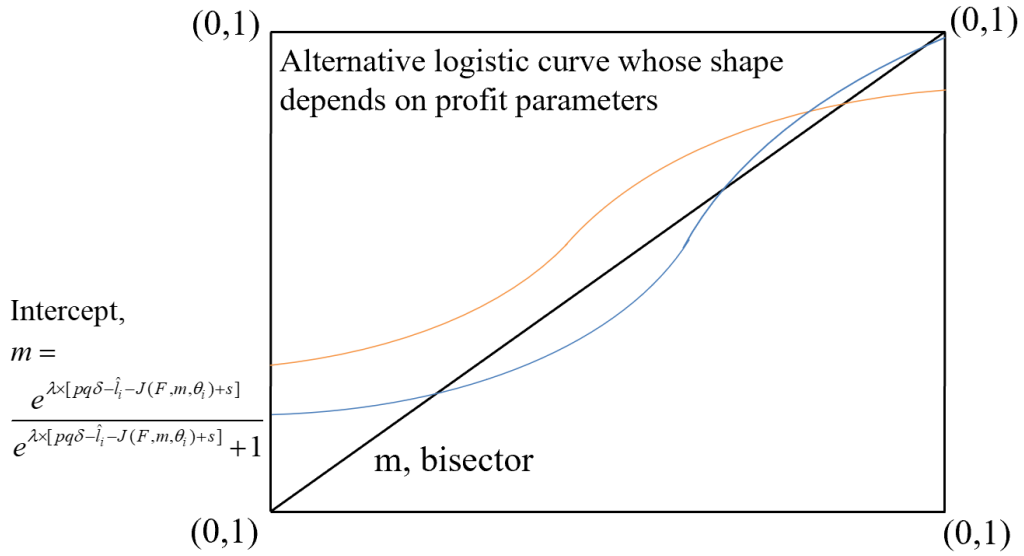 (0,1)
(0,1)
Alternative logistic curve whose shape
depends on profit parameters
Intercept,
m =
e^{λ×[pqδ−l̂_i−J(F,m,θ_i)+s]}
e^{λ×[pqδ−l̂_i−J(F,m,θ_i)+s]}+1
m, bisector
(0,1)
(0,1)